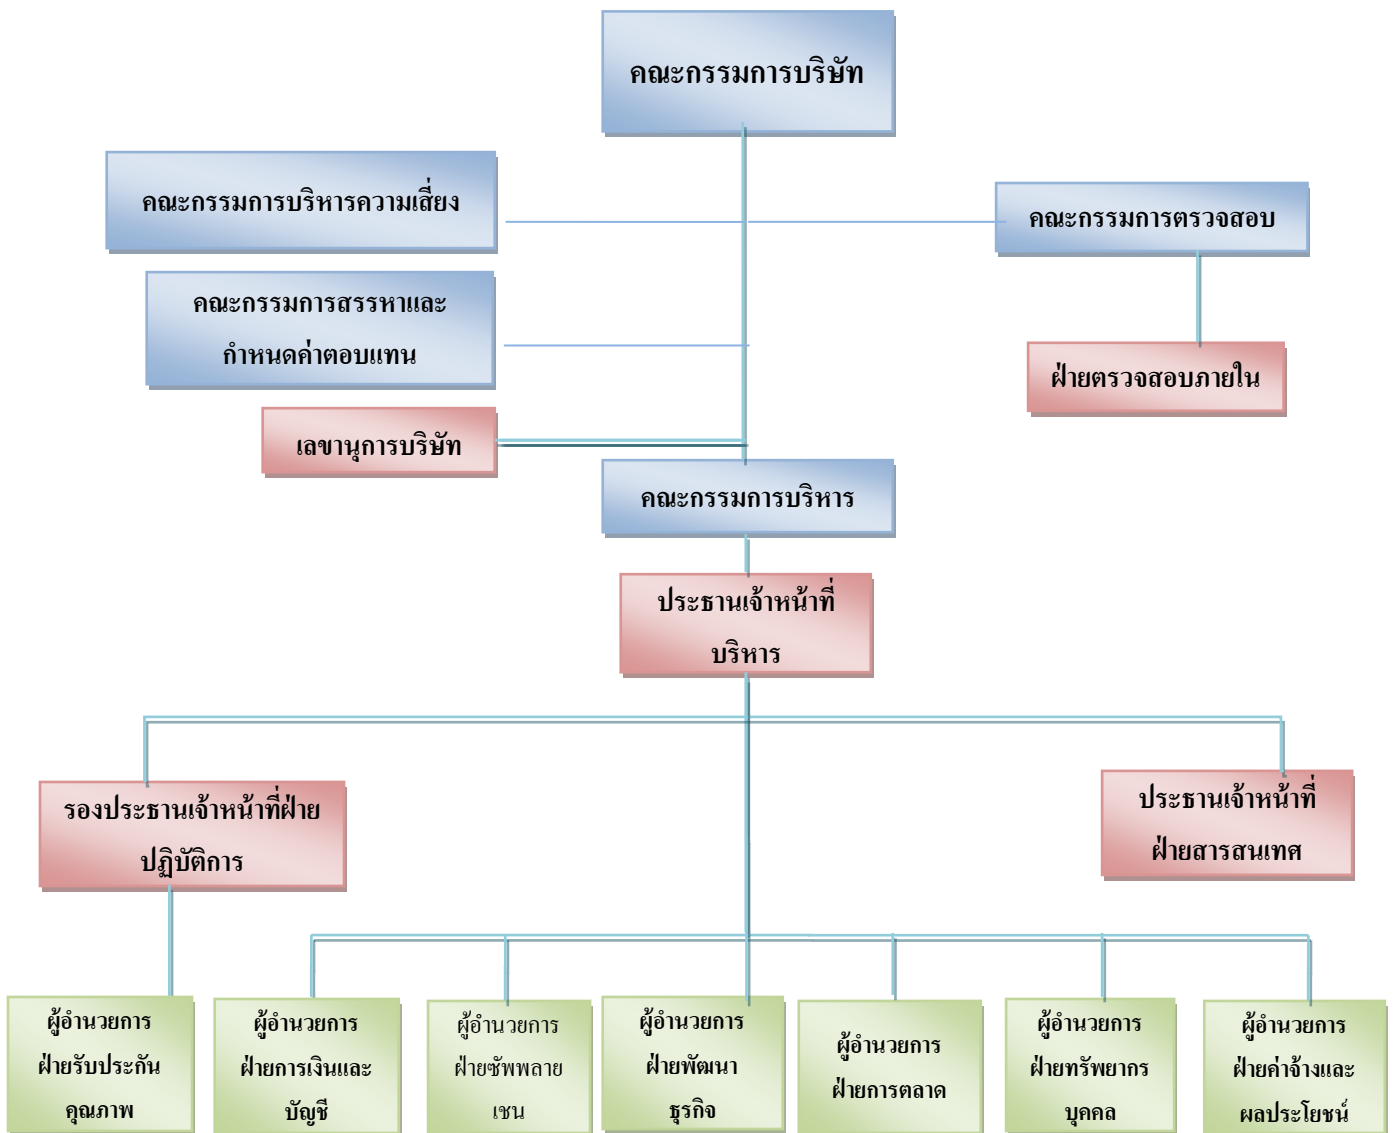 คณะกรรมการบริษัท
คณะกรรมการบริหารความเสี่ยง
คณะกรรมการตรวจสอบ
คณะกรรมการสรรหาและ
กำหนดค่าตอบแทน
ฝ่ายตรวจสอบภายใน
เลขานุการบริษัท
คณะกรรมการบริหาร
ประธานเจ้าหน้าที่
บริหาร
รองประธานเจ้าหน้าที่ฝ่าย
ปฏิบัติการ
ประธานเจ้าหน้าที่
ฝ่ายสารสนเทศ
ผู้อำนวยการ
ฝ่ายรับประกัน
คุณภาพ
ผู้อำนวยการ
ฝ่ายการเงินและ
บัญชี
ผู้อำนวยการ
ฝ่ายซัพพลาย
เชน
ผู้อำนวยการ
ฝ่ายพัฒนา
ธุรกิจ
ผู้อำนวยการ
ฝ่ายการตลาด
ผู้อำนวยการ
ฝ่ายทรัพยากร
บุคคล
ผู้อำนวยการ
ฝ่ายค่าจ้างและ
ผลประโยชน์